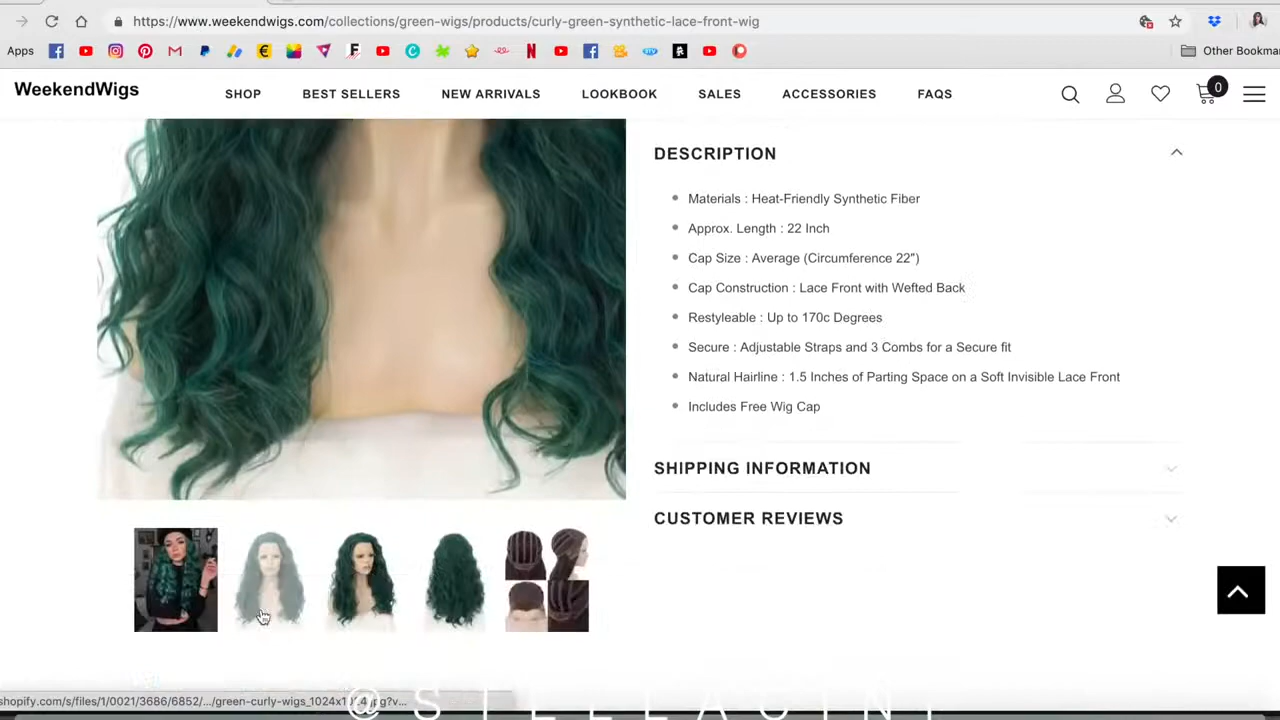 https://www.weekendwigs.com/collections/green-wigs/products/curly-green-synthetic-lace-front-wig
Apps
Other Bookmar
WeekendWigs
SHOP
BEST SELLERS
NEW ARRIVALS
LOOKBOOK
SALES
ACCESSORIES
FAQS
0
DESCRIPTION
Materials : Heat-Friendly Synthetic Fiber
Approx. Length : 22 Inch
Cap Size : Average (Circumference 22″)
Cap Construction : Lace Front with Wefted Back
Restyleable : Up to 170c Degrees
Secure : Adjustable Straps and 3 Combs for a Secure fit
Natural Hairline : 1.5 Inches of Parting Space on a Soft Invisible Lace Front
Includes Free Wig Cap
SHIPPING INFORMATION
CUSTOMER REVIEWS